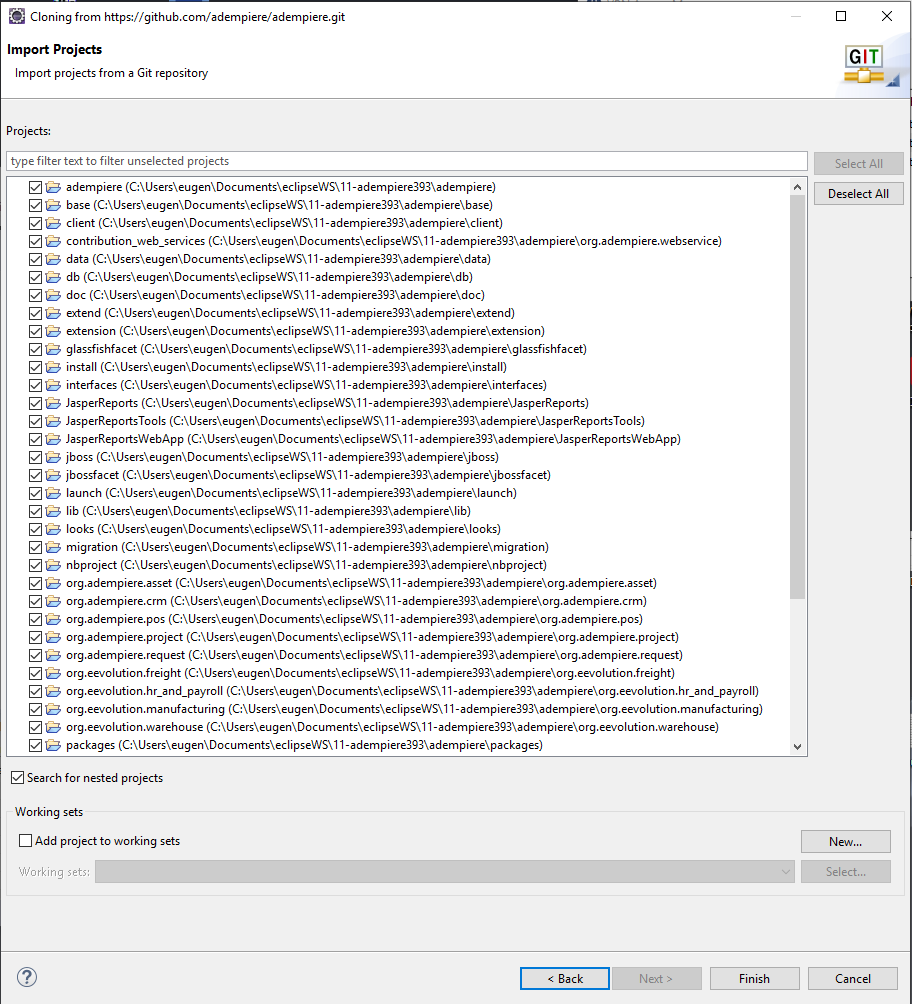 Cloning from https://github.com/adempiere/adempiere.git
Import Projects
Import projects from a Git repository
GIT
Projects:
type filter text to filter unselected projects
Select All
Deselect All
adempiere (C:\Users\eugen\Documents\eclipseWS\11-adempiere393\adempiere)
base (C:\Users\eugen\Documents\eclipseWS\11-adempiere393\adempiere\base)
client (C:\Users\eugen\Documents\eclipseWS\11-adempiere393\adempiere\client)
contribution_web_services (C:\Users\eugen\Documents\eclipseWS\11-adempiere393\adempiere\org.adempiere.webservice)
data (C:\Users\eugen\Documents\eclipseWS\11-adempiere393\adempiere\data)
db (C:\Users\eugen\Documents\eclipseWS\11-adempiere393\adempiere\db)
doc (C:\Users\eugen\Documents\eclipseWS\11-adempiere393\adempiere\doc)
extend (C:\Users\eugen\Documents\eclipseWS\11-adempiere393\adempiere\extend)
extension (C:\Users\eugen\Documents\eclipseWS\11-adempiere393\adempiere\extension)
glassfishfacet (C:\Users\eugen\Documents\eclipseWS\11-adempiere393\adempiere\glassfishfacet)
install (C:\Users\eugen\Documents\eclipseWS\11-adempiere393\adempiere\install)
interfaces (C:\Users\eugen\Documents\eclipseWS\11-adempiere393\adempiere\interfaces)
JasperReports (C:\Users\eugen\Documents\eclipseWS\11-adempiere393\adempiere\JasperReports)
JasperReportsTools (C:\Users\eugen\Documents\eclipseWS\11-adempiere393\adempiere\JasperReportsTools)
JasperReportsWebApp (C:\Users\eugen\Documents\eclipseWS\11-adempiere393\adempiere\JasperReportsWebApp)
jboss (C:\Users\eugen\Documents\eclipseWS\11-adempiere393\adempiere\jboss)
jbossfacet (C:\Users\eugen\Documents\eclipseWS\11-adempiere393\adempiere\jbossfacet)
launch (C:\Users\eugen\Documents\eclipseWS\11-adempiere393\adempiere\launch)
lib (C:\Users\eugen\Documents\eclipseWS\11-adempiere393\adempiere\lib)
looks (C:\Users\eugen\Documents\eclipseWS\11-adempiere393\adempiere\looks)
migration (C:\Users\eugen\Documents\eclipseWS\11-adempiere393\adempiere\migration)
nbproject (C:\Users\eugen\Documents\eclipseWS\11-adempiere393\adempiere\nbproject)
org.adempiere.asset (C:\Users\eugen\Documents\eclipseWS\11-adempiere393\adempiere\org.adempiere.asset)
org.adempiere.crm (C:\Users\eugen\Documents\eclipseWS\11-adempiere393\adempiere\org.adempiere.crm)
org.adempiere.pos (C:\Users\eugen\Documents\eclipseWS\11-adempiere393\adempiere\org.adempiere.pos)
org.adempiere.project (C:\Users\eugen\Documents\eclipseWS\11-adempiere393\adempiere\org.adempiere.project)
org.adempiere.request (C:\Users\eugen\Documents\eclipseWS\11-adempiere393\adempiere\org.adempiere.request)
org.eevolution.freight (C:\Users\eugen\Documents\eclipseWS\11-adempiere393\adempiere\org.eevolution.freight)
org.eevolution.hr_and_payroll (C:\Users\eugen\Documents\eclipseWS\11-adempiere393\adempiere\org.eevolution.hr_and_payroll)
org.eevolution.manufacturing (C:\Users\eugen\Documents\eclipseWS\11-adempiere393\adempiere\org.eevolution.manufacturing)
org.eevolution.warehouse (C:\Users\eugen\Documents\eclipseWS\11-adempiere393\adempiere\org.eevolution.warehouse)
packages (C:\Users\eugen\Documents\eclipseWS\11-adempiere393\adempiere\packages)
Search for nested projects
Working sets
Add project to working sets
New...
Working sets:
Select...
?
< Back
Next >
Finish
Cancel